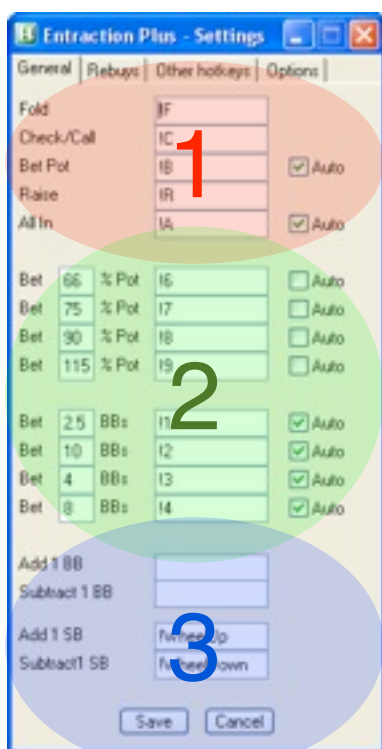 Entraction Plus - Settings
General Rebuys Other hotkeys Options
Fold !F
Check/Call !C
Bet Pot !B Auto
Raise !R
All In !A Auto
1
Bet 66 % Pot !6 Auto
Bet 75 % Pot !7 Auto
Bet 90 % Pot !8 Auto
Bet 115 % Pot !9 Auto
2
Bet 2.5 BBs !1 Auto
Bet 10 BBs !2 Auto
Bet 4 BBs !3 Auto
Bet 8 BBs !4 Auto
Add 1 BB
Subtract 1 BB
Add 1 SB
Subtract1 SB
3
Save Cancel